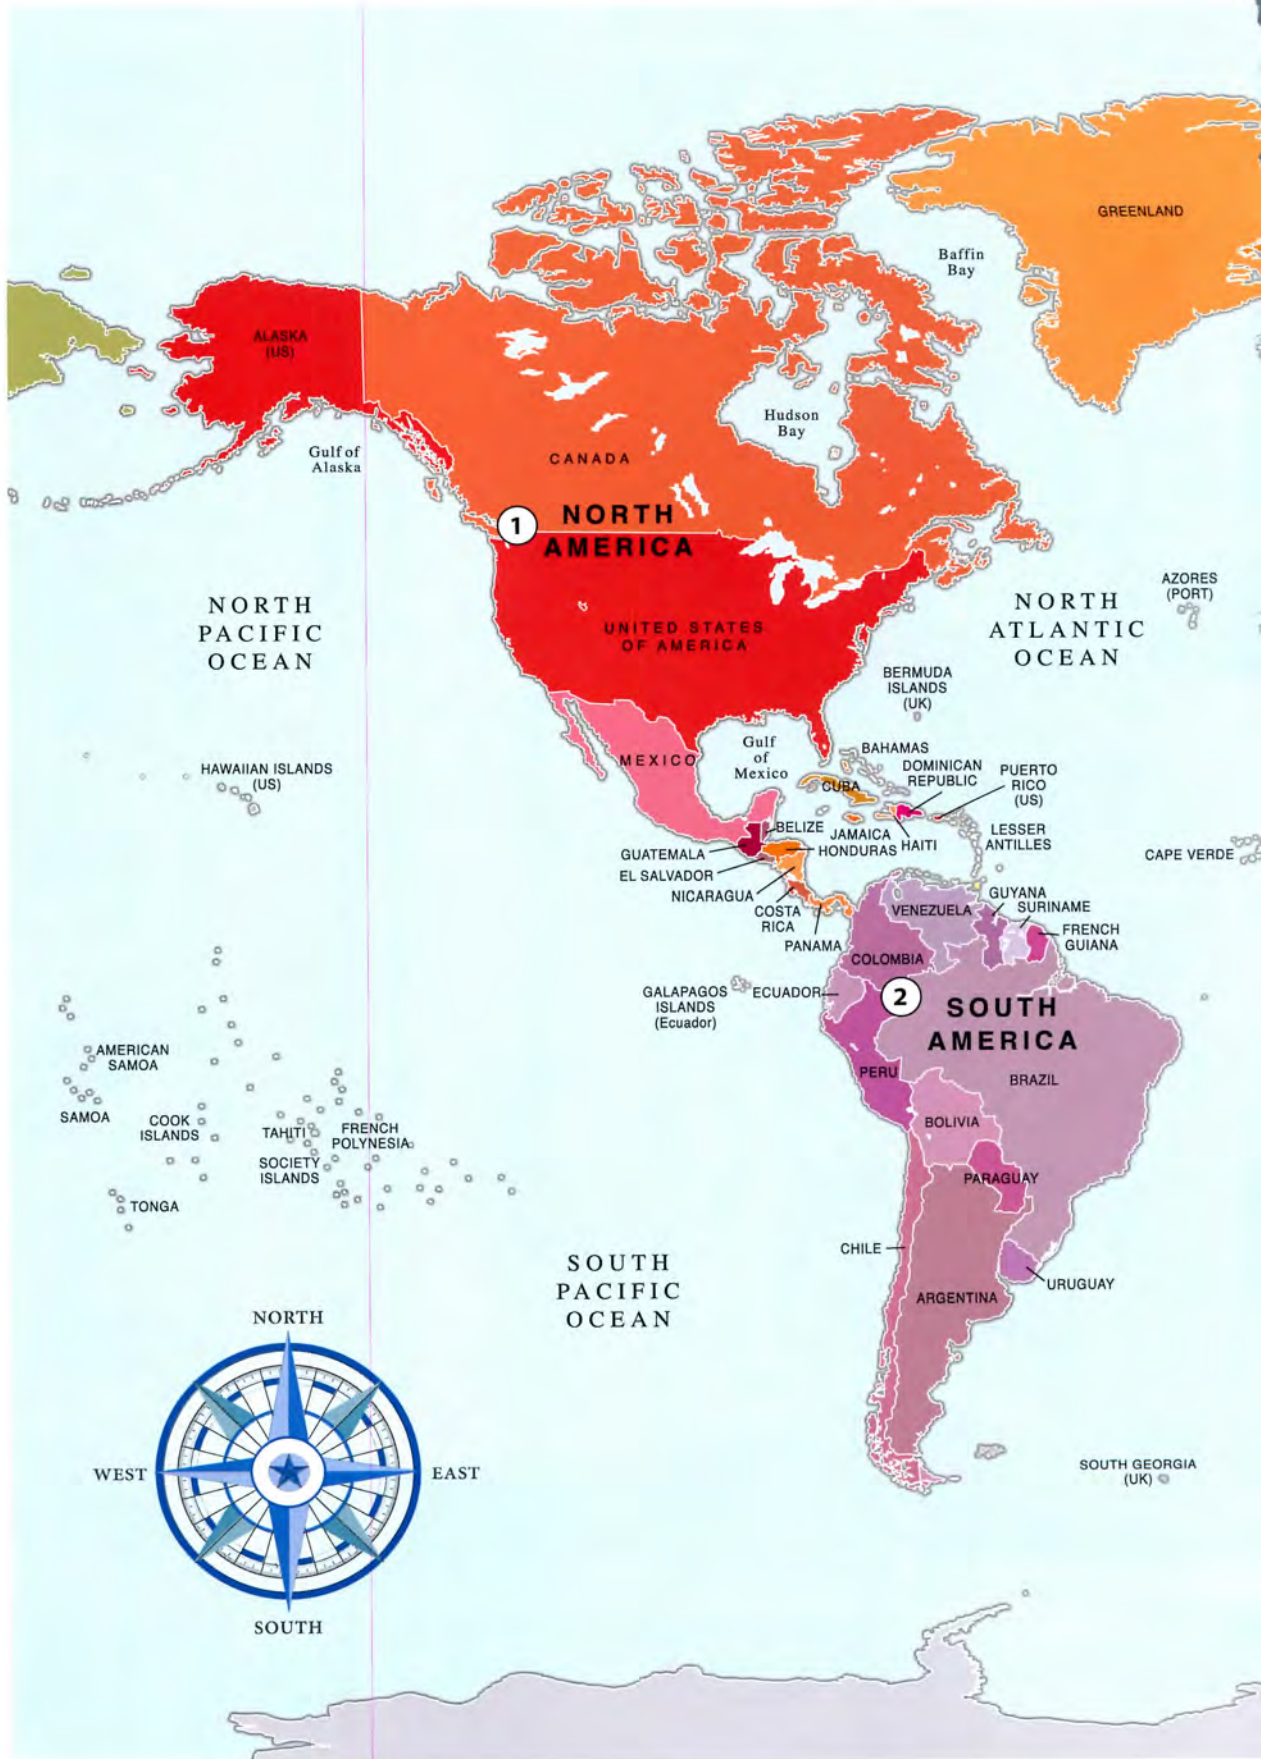 GREENLAND
Baffin
Bay
ALASKA
(US)
Hudson
Bay
Gulf of
Alaska
CANADA
1
NORTH
AMERICA
NORTH
PACIFIC
OCEAN
UNITED STATES
OF AMERICA
NORTH
ATLANTIC
OCEAN
AZORES
(PORT)
BERMUDA
ISLANDS
(UK)
HAWAIIAN ISLANDS
(US)
MEXICO
Gulf
of
Mexico
BAHAMAS
CUBA
DOMINICAN
REPUBLIC
PUERTO
RICO
(US)
BELIZE
JAMAICA
HAITI
LESSER
ANTILLES
CAPE VERDE
GUATEMALA
HONDURAS
EL SALVADOR
NICARAGUA
COSTA
RICA
PANAMA
VENEZUELA
GUYANA
SURINAME
FRENCH
GUIANA
COLOMBIA
GALAPAGOS
ISLANDS
(Ecuador)
ECUADOR
2
SOUTH
AMERICA
PERU
BRAZIL
BOLIVIA
PARAGUAY
AMERICAN
SAMOA
SAMOA
COOK
ISLANDS
TAHITI
FRENCH
POLYNESIA
SOCIETY
ISLANDS
TONGA
SOUTH
PACIFIC
OCEAN
CHILE
ARGENTINA
URUGUAY
SOUTH GEORGIA
(UK)
NORTH
WEST
EAST
SOUTH